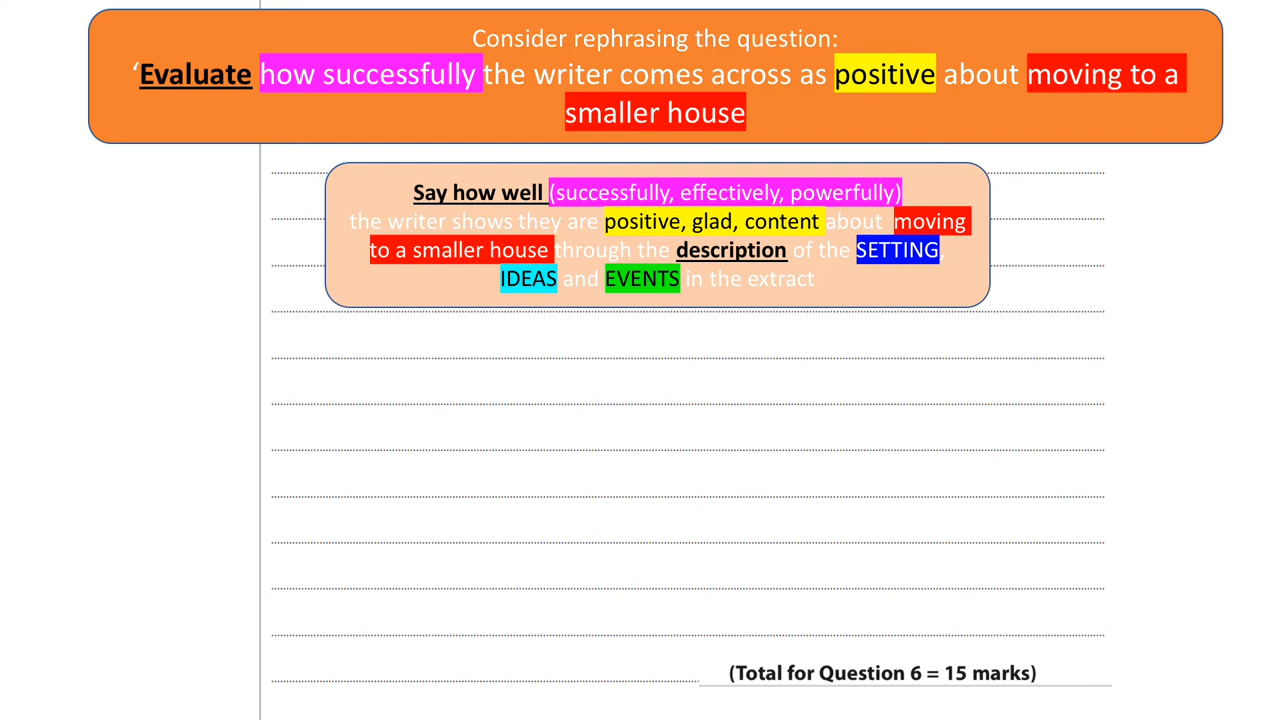 Consider rephrasing the question:
‘Evaluate how successfully the writer comes across as positive about moving to a
smaller house
Say how well (successfully, effectively, powerfully)
the writer shows they are positive, glad, content about moving
to a smaller house through the description of the SETTING,
IDEAS and EVENTS in the extract
(Total for Question 6 = 15 marks)